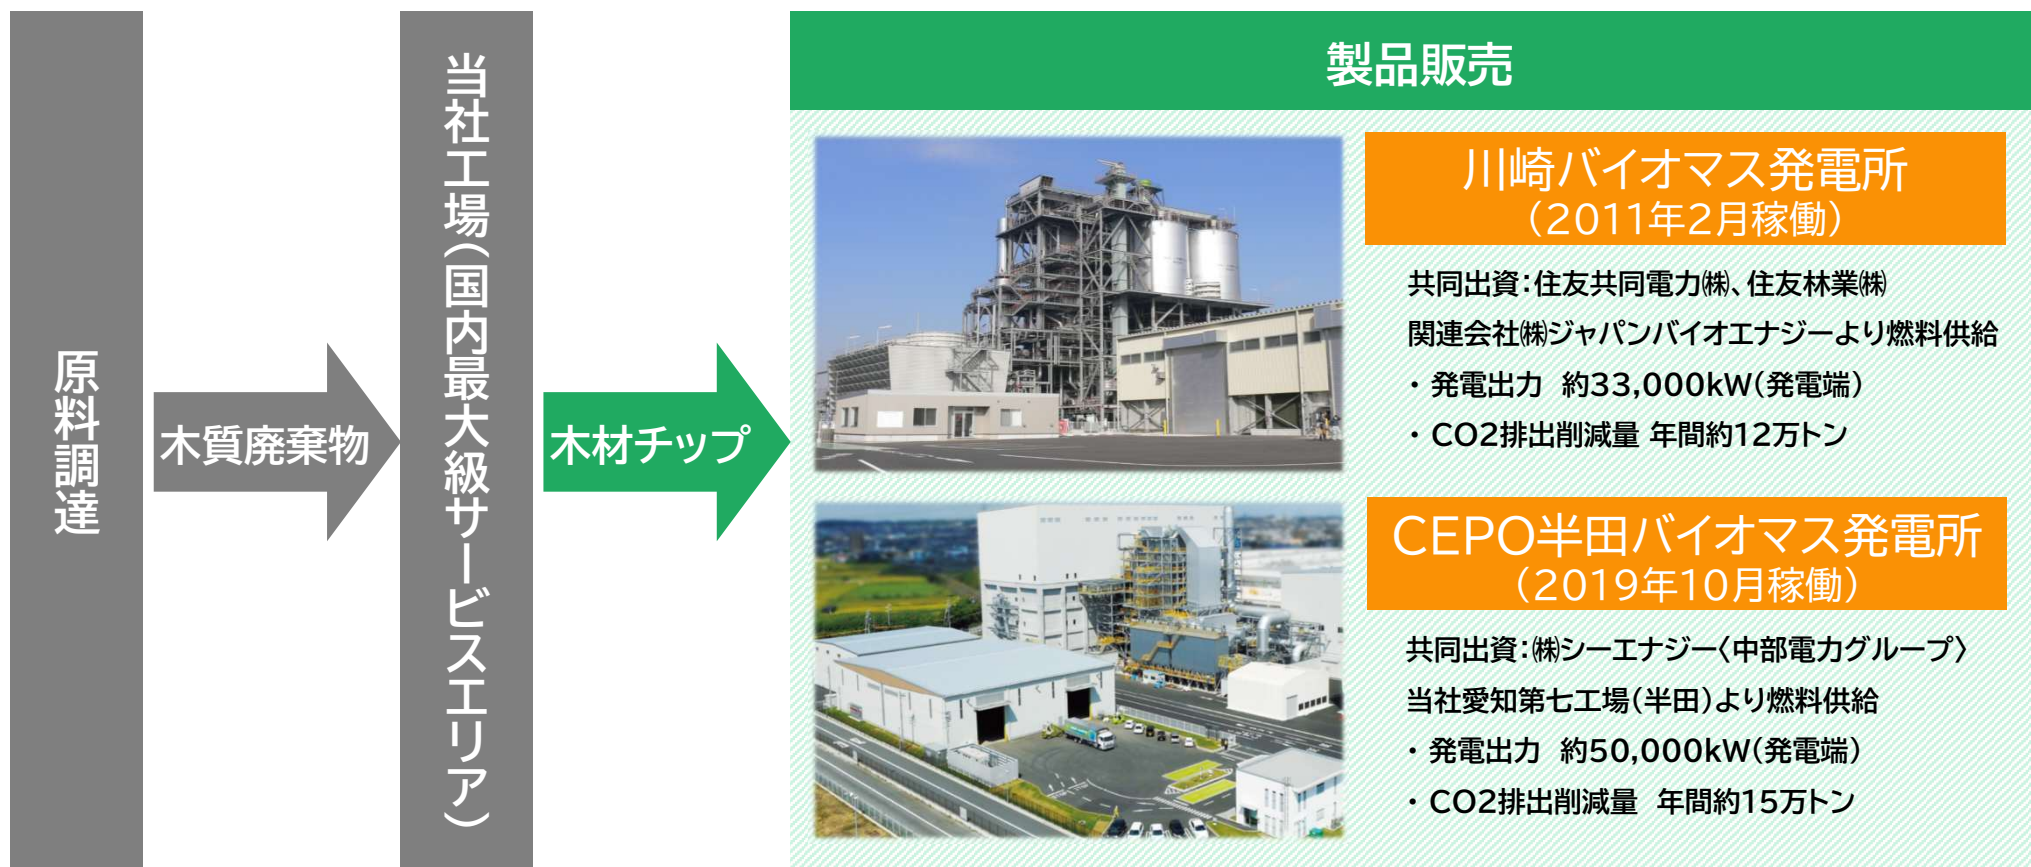 原料調達
木質廃棄物
当社工場(国内最大級サービスエリア)
木材チップ
製品販売
川崎バイオマス発電所
(2011年2月稼働)
共同出資:住友共同電力㈱、住友林業㈱
関連会社㈱ジャパンバイオエナジーより燃料供給
・発電出力 約33,000kW(発電端)
・CO2排出削減量 年間約12万トン
CEPO半田バイオマス発電所
(2019年10月稼働)
共同出資:㈱シーエナジー〈中部電力グループ〉
当社愛知第七工場(半田)より燃料供給
・発電出力 約50,000kW(発電端)
・CO2排出削減量 年間約15万トン